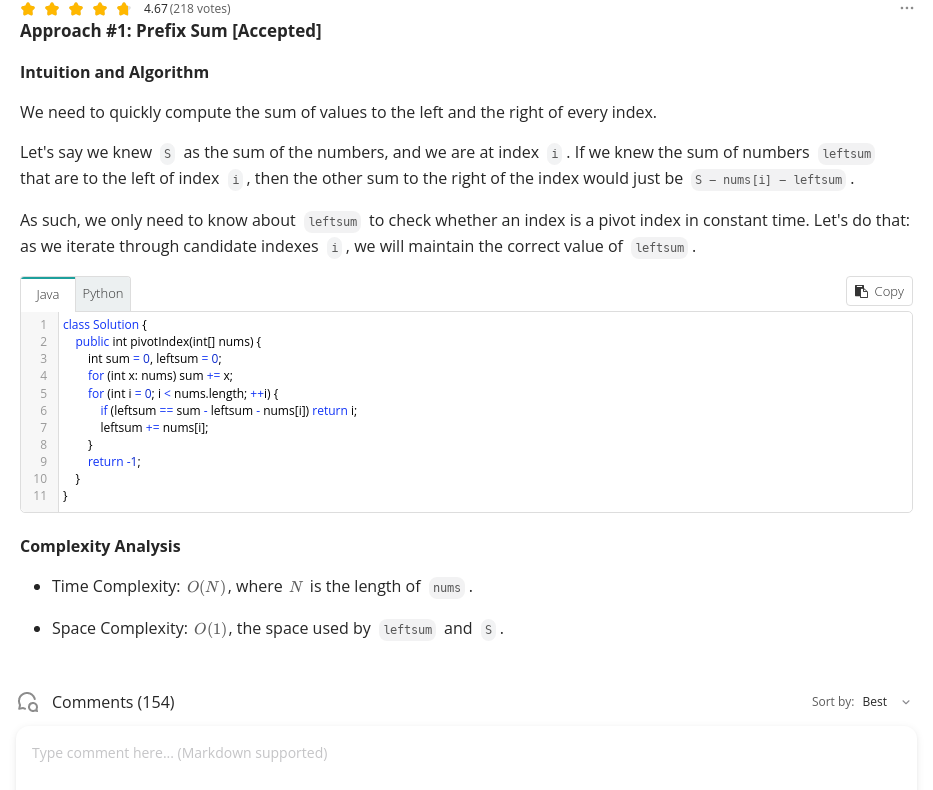 4.67 (218 votes)
Approach #1: Prefix Sum [Accepted]
Intuition and Algorithm
We need to quickly compute the sum of values to the left and the right of every index.
Let's say we knew S as the sum of the numbers, and we are at index i. If we knew the sum of numbers leftsum
that are to the left of index i, then the other sum to the right of the index would just be S - nums[i] - leftsum.
As such, we only need to know about leftsum to check whether an index is a pivot index in constant time. Let's do that:
as we iterate through candidate indexes i, we will maintain the correct value of leftsum.
Java Python Copy
1 class Solution {
2 public int pivotIndex(int[] nums) {
3 int sum = 0, leftsum = 0;
4 for (int x: nums) sum += x;
5 for (int i = 0; i < nums.length; ++i) {
6 if (leftsum == sum - leftsum - nums[i]) return i;
7 leftsum += nums[i];
8 }
9 return -1;
10 }
11 }
Complexity Analysis
• Time Complexity: O(N), where N is the length of nums.
• Space Complexity: O(1), the space used by leftsum and S.
Comments (154) Sort by: Best
Type comment here... (Markdown supported)